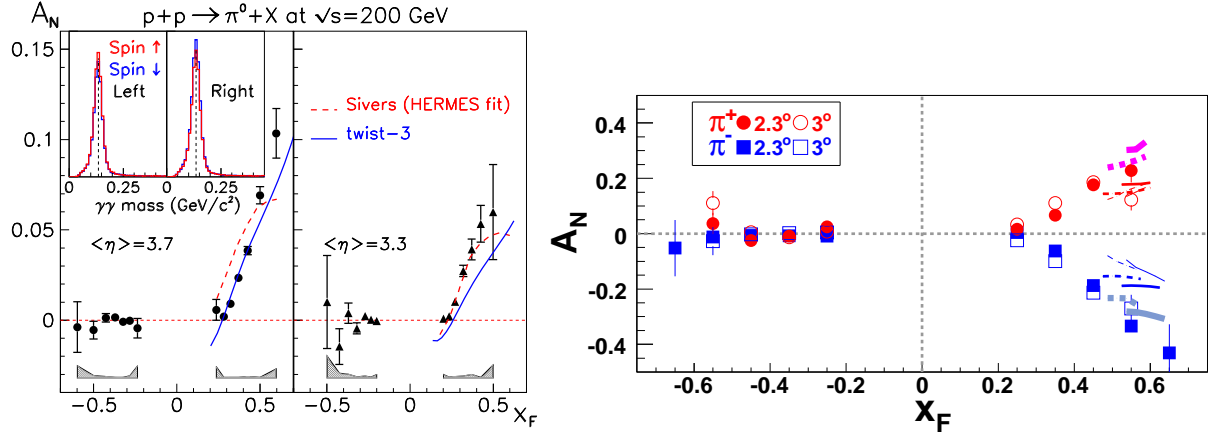 A_N p+p → π⁰+X at √s=200 GeV
0.15
0.1
0.05
0
Spin ↑
Spin ↓
Left
Right
0 0.25 0 0.25
γγ mass (GeV/c²)
Sivers (HERMES fit)
twist−3
<η>=3.7
<η>=3.3
−0.5 0 0.5 −0.5 0 0.5 X_F
π⁺ 2.3° 3°
π⁻ 2.3° 3°
A_N
0.4
0.2
0
-0.2
-0.4
-0.6 -0.4 -0.2 0 0.2 0.4 0.6
x_F